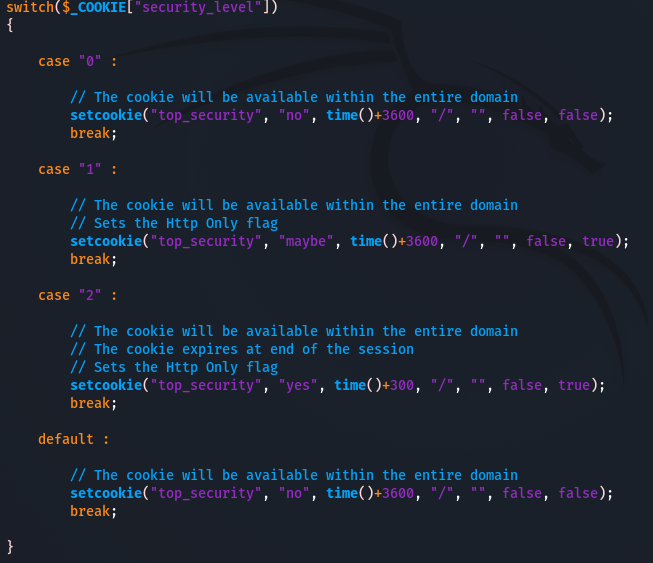 switch($_COOKIE["security_level"])
{
case "0" :
// The cookie will be available within the entire domain
setcookie("top_security", "no", time()+3600, "/", "", false, false);
break;
case "1" :
// The cookie will be available within the entire domain
// Sets the Http Only flag
setcookie("top_security", "maybe", time()+3600, "/", "", false, true);
break;
case "2" :
// The cookie will be available within the entire domain
// The cookie expires at end of the session
// Sets the Http Only flag
setcookie("top_security", "yes", time()+300, "/", "", false, true);
break;
default :
// The cookie will be available within the entire domain
setcookie("top_security", "no", time()+3600, "/", "", false, false);
break;
}